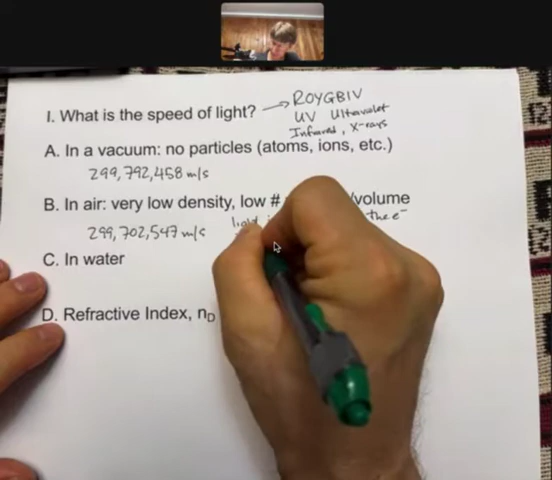 I. What is the speed of light? → ROYGBIV
UV Ultraviolet
Infrared, X-rays
A. In a vacuum: no particles (atoms, ions, etc.)
299,792,458 m/s
B. In air: very low density, low # /volume
the e⁻
299,702,547 m/s
C. In water
D. Refractive Index, nD